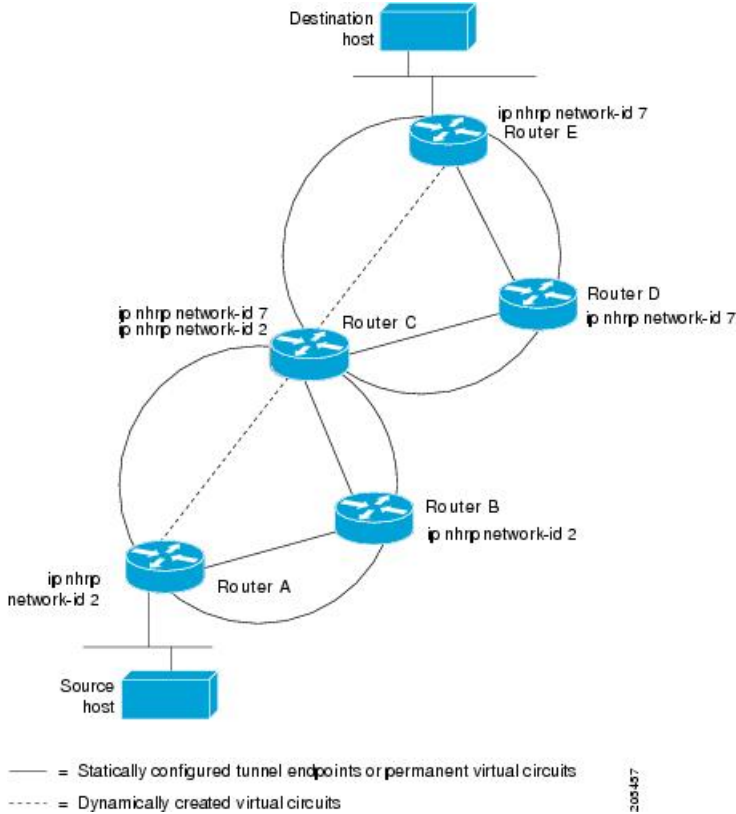 Destination
host
ip nhrp network-id 7
Router E
Router D
ip nhrp network-id 7
ip nhrp network-id 7
ip nhrp network-id 2
Router C
Router B
ip nhrp network-id 2
ip nhrp
network-id 2
Router A
Source
host
= Statically configured tunnel endpoints or permanent virtual circuits
= Dynamically created virtual circuits